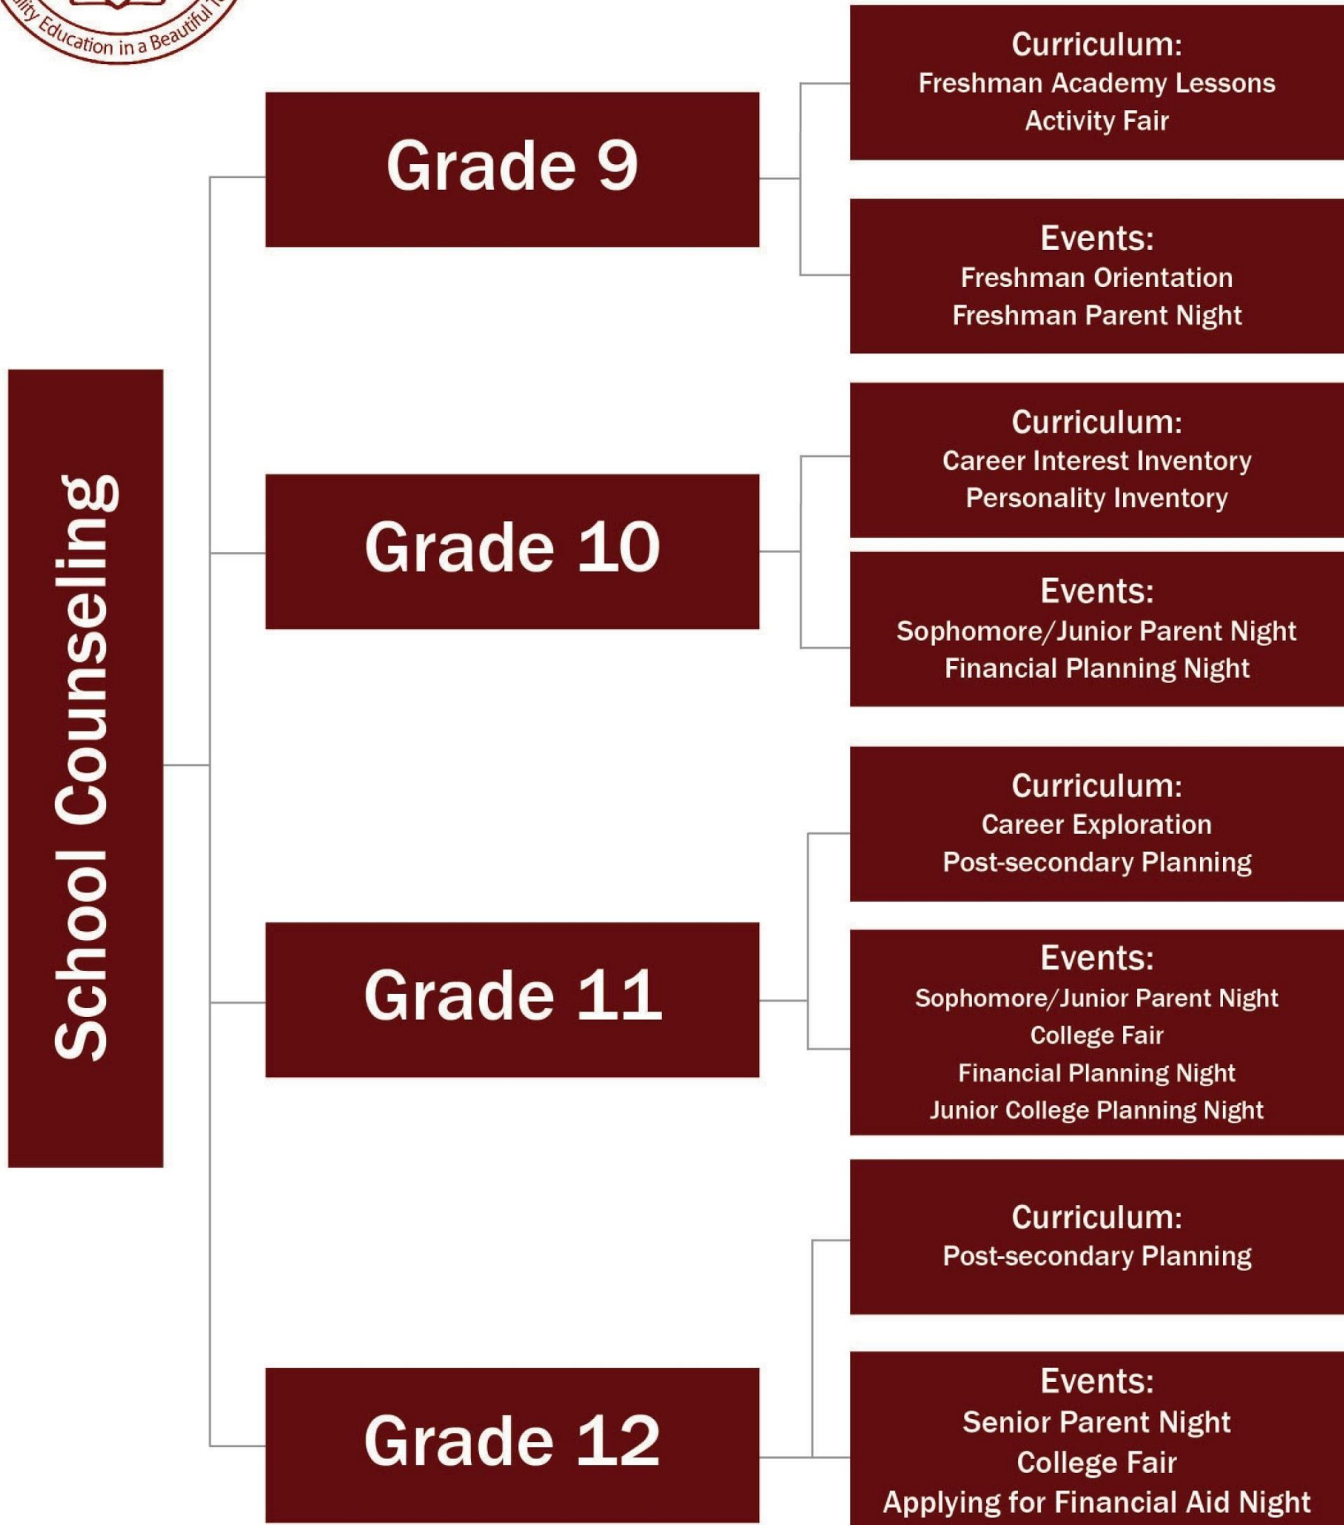 Education in a Beautiful
School Counseling
Grade 9
Curriculum:
Freshman Academy Lessons
Activity Fair
Events:
Freshman Orientation
Freshman Parent Night
Grade 10
Curriculum:
Career Interest Inventory
Personality Inventory
Events:
Sophomore/Junior Parent Night
Financial Planning Night
Grade 11
Curriculum:
Career Exploration
Post-secondary Planning
Events:
Sophomore/Junior Parent Night
College Fair
Financial Planning Night
Junior College Planning Night
Grade 12
Curriculum:
Post-secondary Planning
Events:
Senior Parent Night
College Fair
Applying for Financial Aid Night